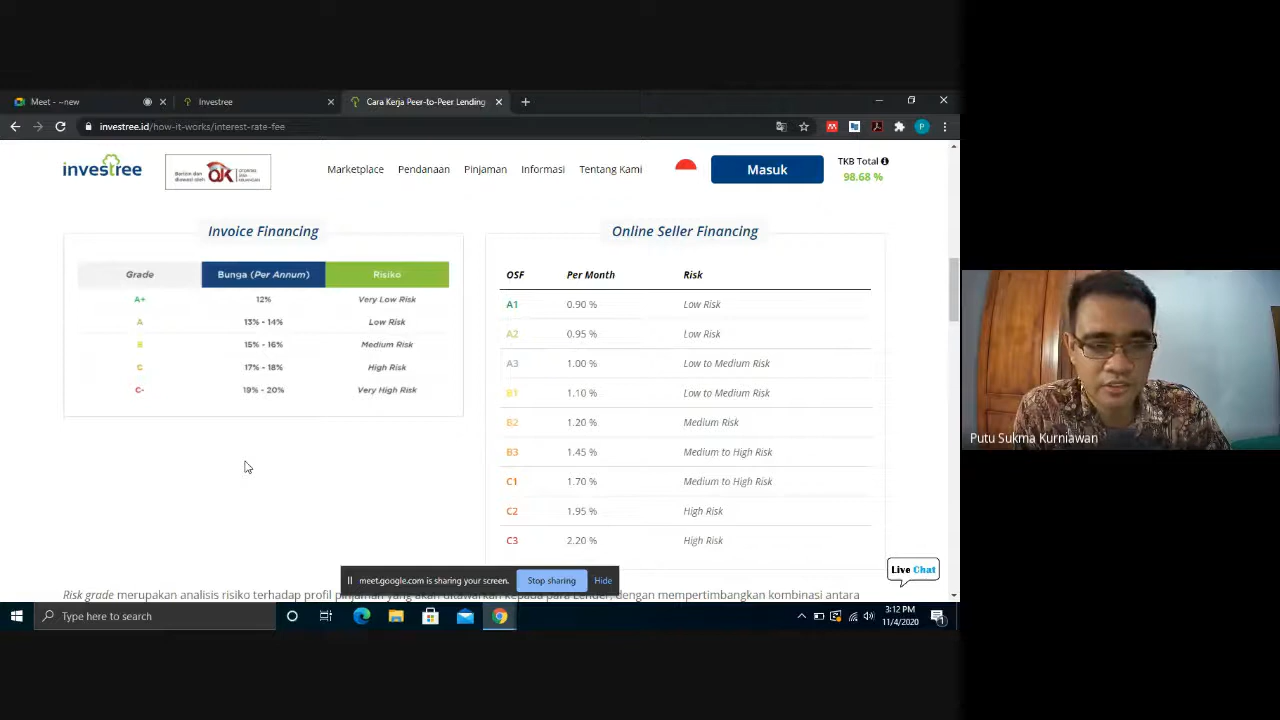 Meet - ~new
Investree
Cara Kerja Peer-to-Peer Lending
investree.id/how-it-works/interest-rate-fee
investree
OJK
Marketplace Pendanaan Pinjaman Informasi Tentang Kami
Masuk
TKB Total
98.68 %
Invoice Financing
Grade Bunga (Per Annum) Risiko
A+ 12% Very Low Risk
A 13% - 14% Low Risk
B 15% - 16% Medium Risk
C 17% - 18% High Risk
C- 19% - 20% Very High Risk
Online Seller Financing
OSF Per Month Risk
A1 0.90 % Low Risk
A2 0.95 % Low Risk
A3 1.00 % Low to Medium Risk
B1 1.10 % Low to Medium Risk
B2 1.20 % Medium Risk
B3 1.45 % Medium to High Risk
C1 1.70 % Medium to High Risk
C2 1.95 % High Risk
C3 2.20 % High Risk
Live Chat
meet.google.com is sharing your screen. Stop sharing Hide
Risk grade merupakan analisis risiko terhadap profil pinjaman yang akan ditawarkan kepada para Lender, dengan mempertimbangkan kombinasi antara
Type here to search
3:12 PM
11/4/2020
Putu Sukma Kurniawan